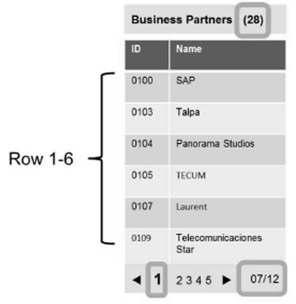 Business Partners (28)
ID Name
0100 SAP
0103 Talpa
0104 Panorama Studios
0105 TECUM
0107 Laurent
0109 Telecomunicaciones
Star
Row 1-6
◀ 1 2 3 4 5 ▶ 07/12